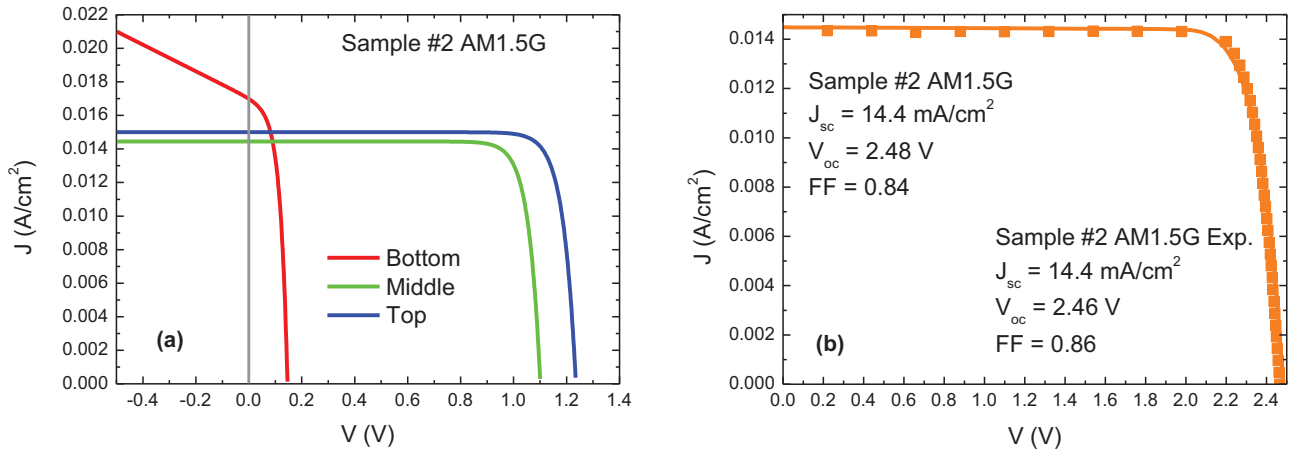 Sample #2 AM1.5G
0.022
0.020
0.018
0.016
0.014
0.012
0.010
0.008
0.006
0.004
0.002
0.000
J (A/cm²)
Bottom
Middle
Top
(a)
-0.4 -0.2 0.0 0.2 0.4 0.6 0.8 1.0 1.2 1.4
V (V)
0.014
0.012
0.010
0.008
0.006
0.004
0.002
0.000
J (A/cm²)
Sample #2 AM1.5G
Jsc = 14.4 mA/cm²
Voc = 2.48 V
FF = 0.84
Sample #2 AM1.5G Exp.
Jsc = 14.4 mA/cm²
Voc = 2.46 V
FF = 0.86
(b)
0.0 0.2 0.4 0.6 0.8 1.0 1.2 1.4 1.6 1.8 2.0 2.2 2.4
V (V)